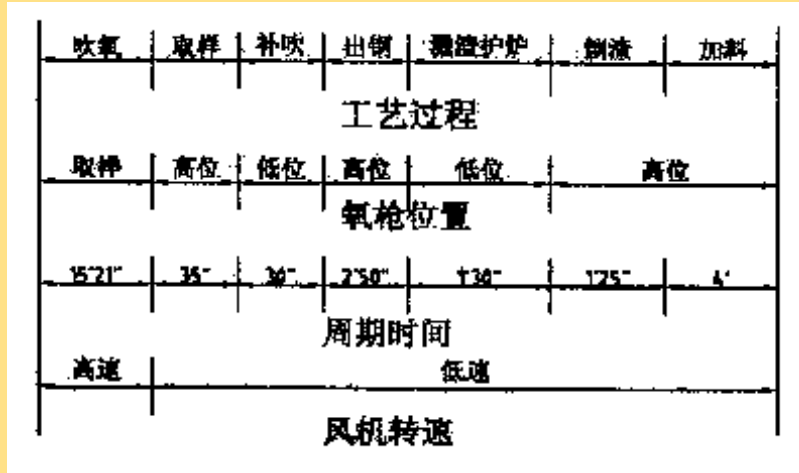 吹氧 取样 补吹 出钢 溅渣护炉 倒渣 加料
工艺过程
取样 高位 低位 高位 低位 高位
氧枪位置
15'21" 35" 30" 2'50" 1'30" 1'25" 4'
周期时间
高速 低速
风机转速